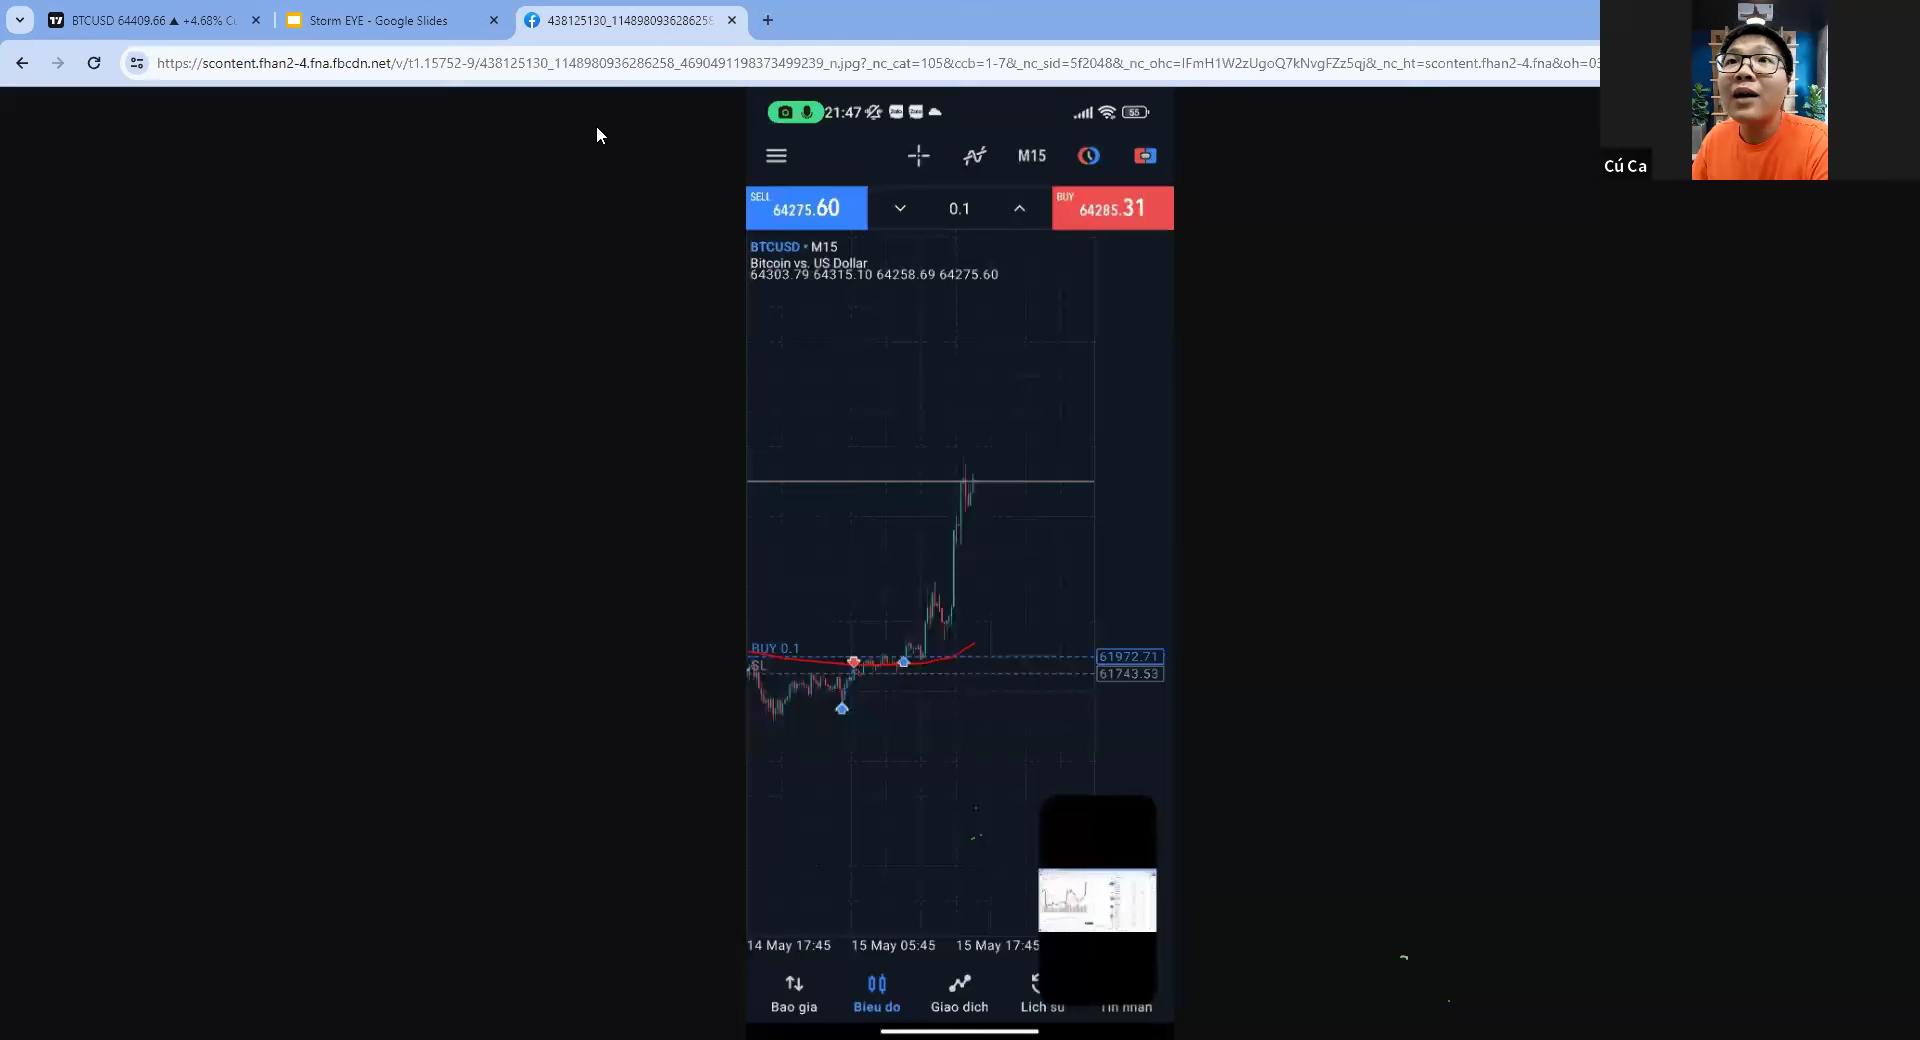 BTCUSD 64409.66 ▲ +4.68%
Storm EYE - Google Slides
438125130_1148980936286258
https://scontent.fhan2-4.fna.fbcdn.net/v/t1.15752-9/438125130_1148980936286258_4690491198373499239_n.jpg?_nc_cat=105&ccb=1-7&_nc_sid=5f2048&_nc_ohc=IFmH1W2zUgoQ7kNvgFZz5qj&_nc_ht=scontent.fhan2-4.fna&oh=03
Cú Ca
21:47
55
M15
SELL
64275.60
0.1
BUY
64285.31
BTCUSD • M15
Bitcoin vs. US Dollar
64303.79 64315.10 64258.69 64275.60
BUY 0.1
61972.71
SL
61743.53
14 May 17:45 15 May 05:45 15 May 17:45
Bao gia
Bieu do
Giao dich
Lich su
Tin nhan